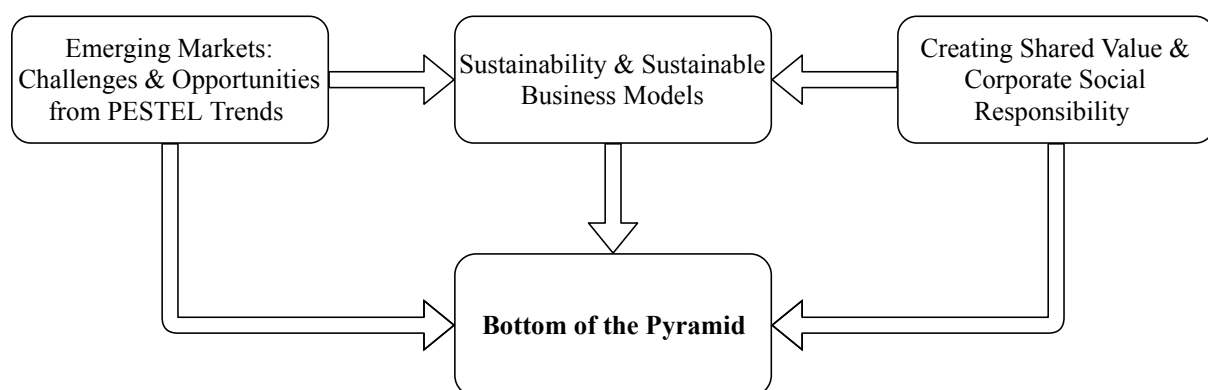 Emerging Markets:
Challenges & Opportunities
from PESTEL Trends
Sustainability & Sustainable
Business Models
Creating Shared Value &
Corporate Social
Responsibility
Bottom of the Pyramid